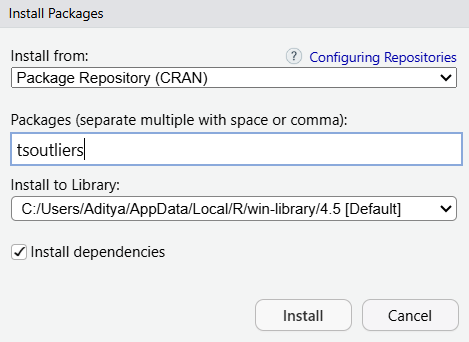 Install Packages
Install from:
? Configuring Repositories
Package Repository (CRAN)
Packages (separate multiple with space or comma):
tsoutliers
Install to Library:
C:/Users/Aditya/AppData/Local/R/win-library/4.5 [Default]
Install dependencies
Install Cancel